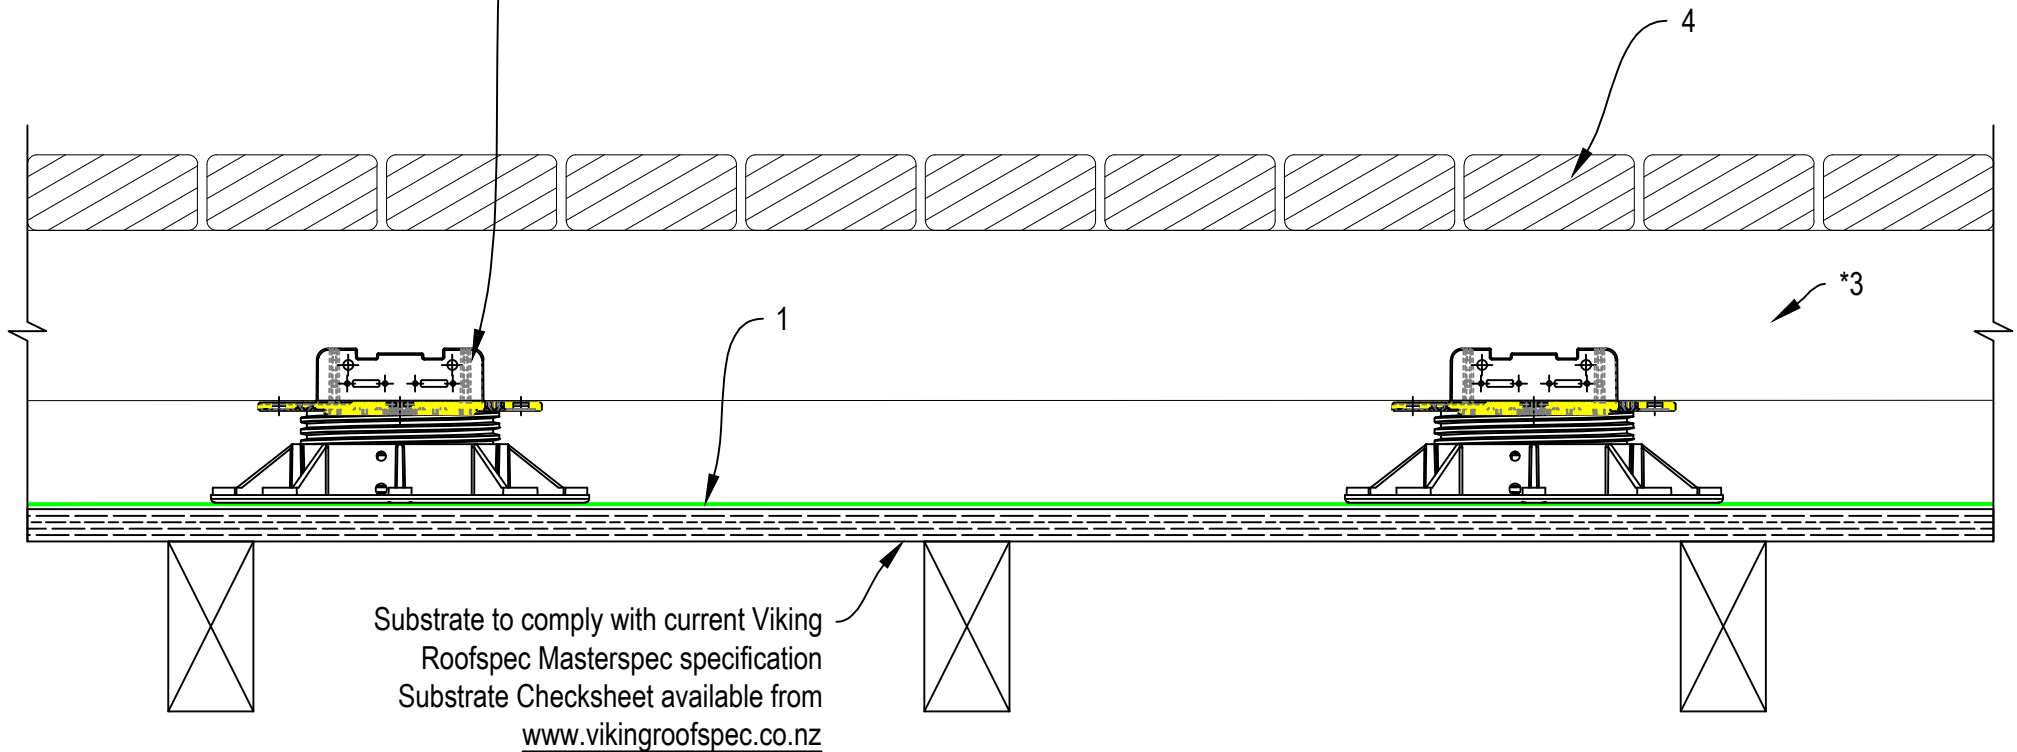 4
*3
1
Substrate to comply with current Viking
Roofspec Masterspec specification
Substrate Checksheet available from
www.vikingroofspec.co.nz